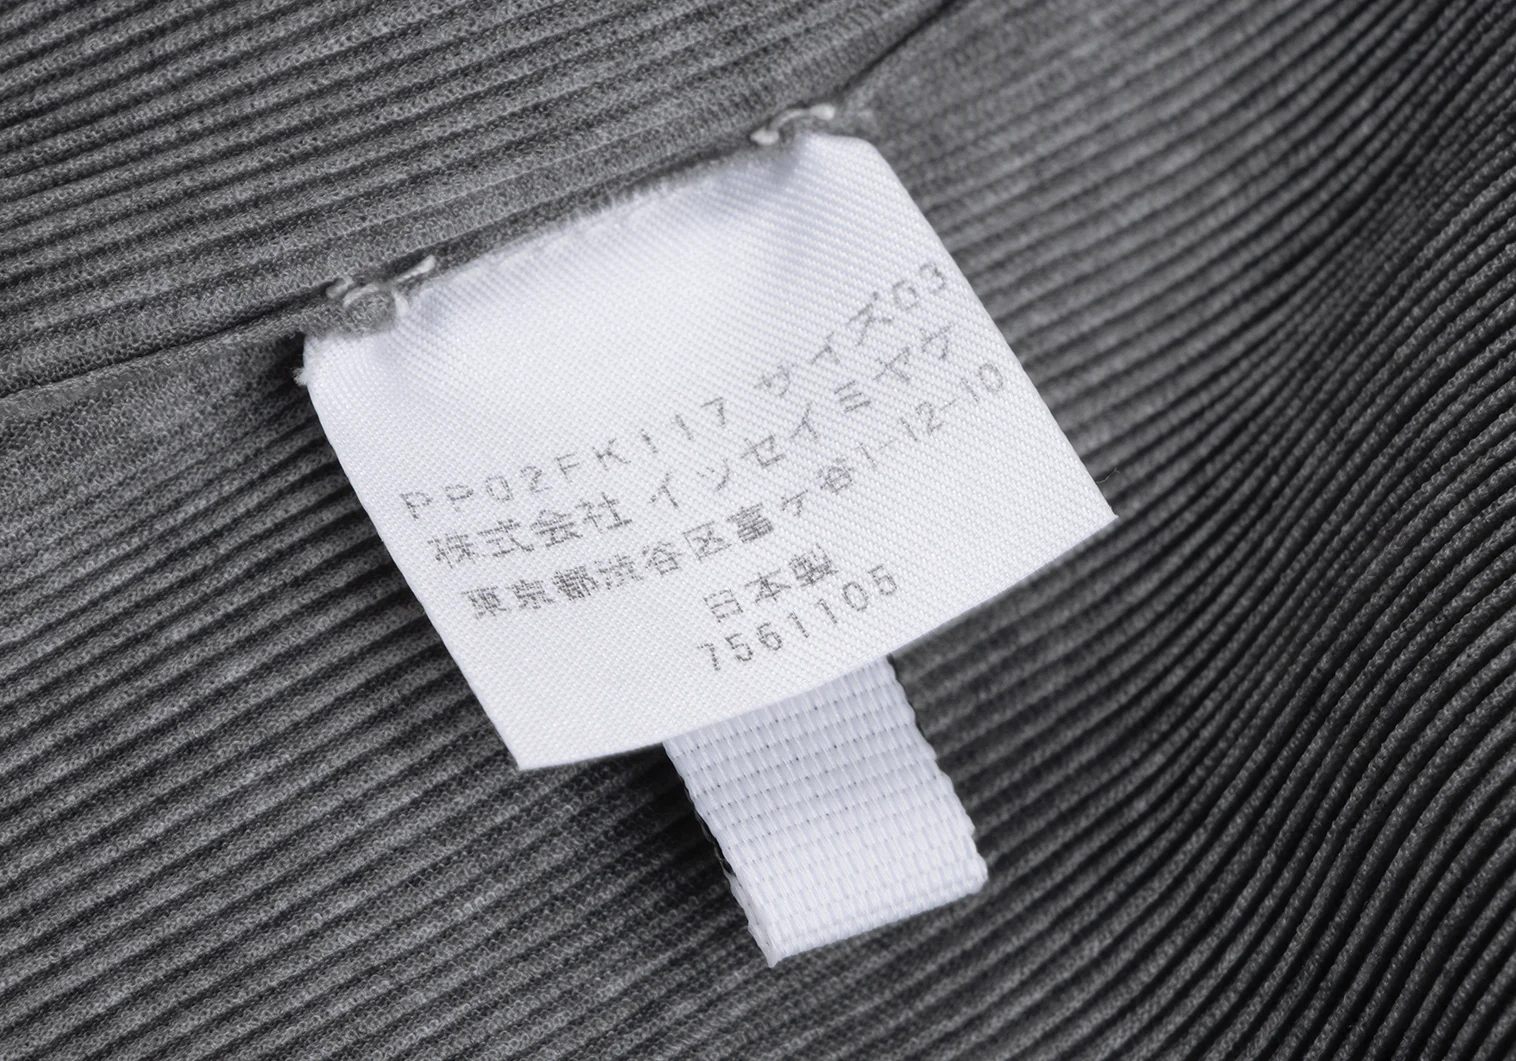 PP02FK117 サイズ03
株式会社 イッセイミヤケ
東京都渋谷区富ヶ谷1-12-10
日本製
7561105